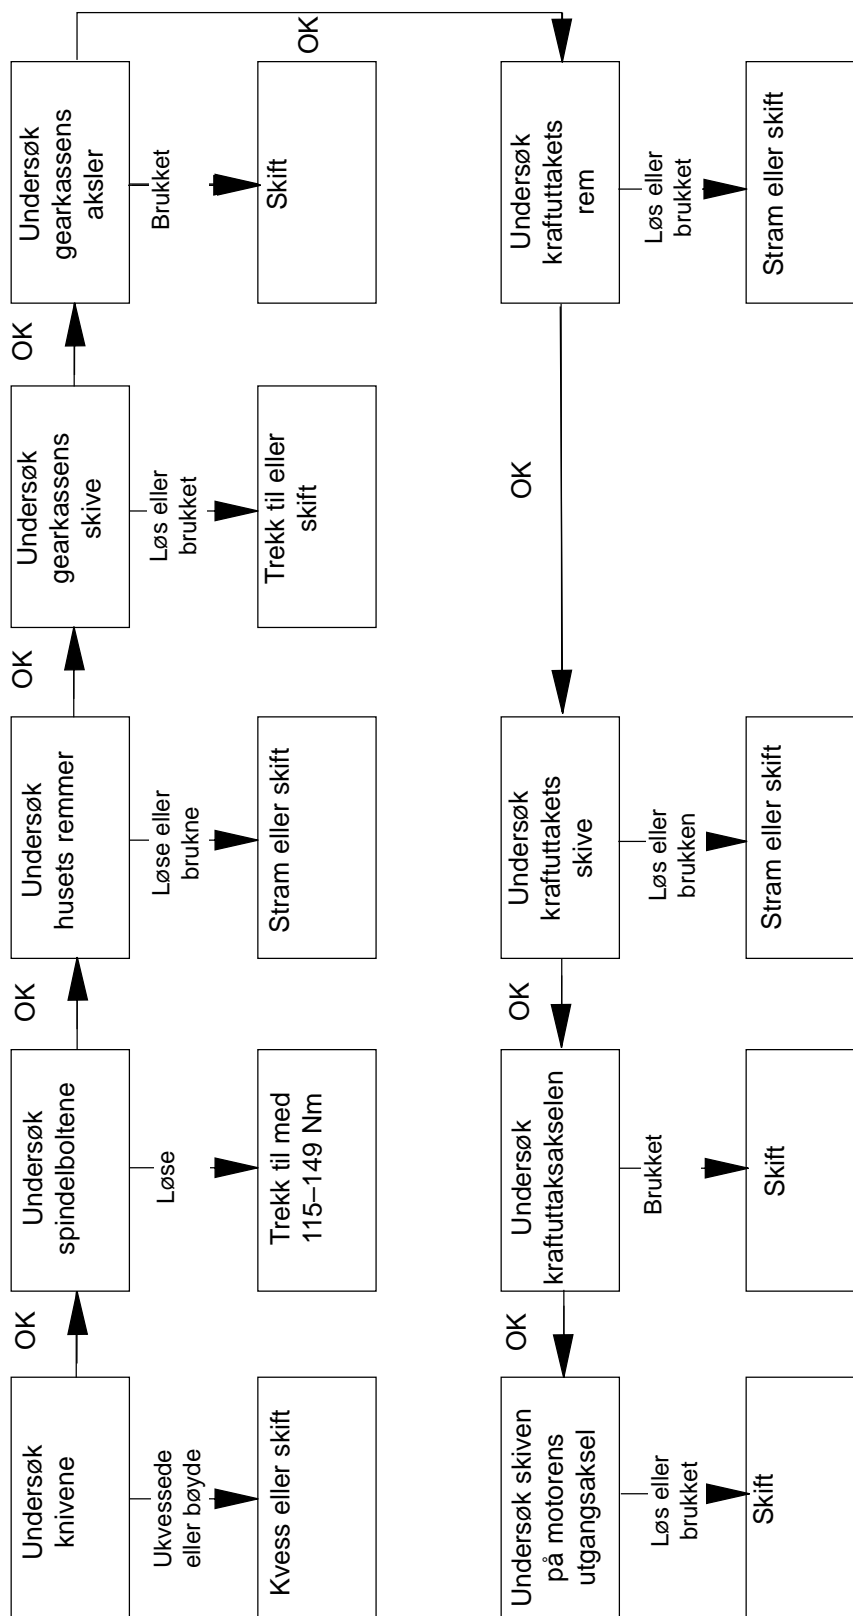 Undersøk
knivene
Ukvessede
eller bøyde
Kvess eller skift
OK
Undersøk
spindelboltene
Løse
Trekk til med
115–149 Nm
OK
Undersøk
husets remmer
Løse eller
brukne
Stram eller skift
OK
Undersøk
gearkassens
skive
Løs eller
brukket
Trekk til eller
skift
OK
Undersøk
gearkassens
aksler
Brukket
Skift
OK
Undersøk
kraftuttakets
rem
Løs eller
brukket
Stram eller skift
OK
Undersøk
kraftuttakets
skive
Løs eller
brukken
Stram eller skift
OK
Undersøk
kraftuttaksakselen
Brukket
Skift
OK
Undersøk skiven
på motorens
utgangsaksel
Løs eller
brukket
Skift